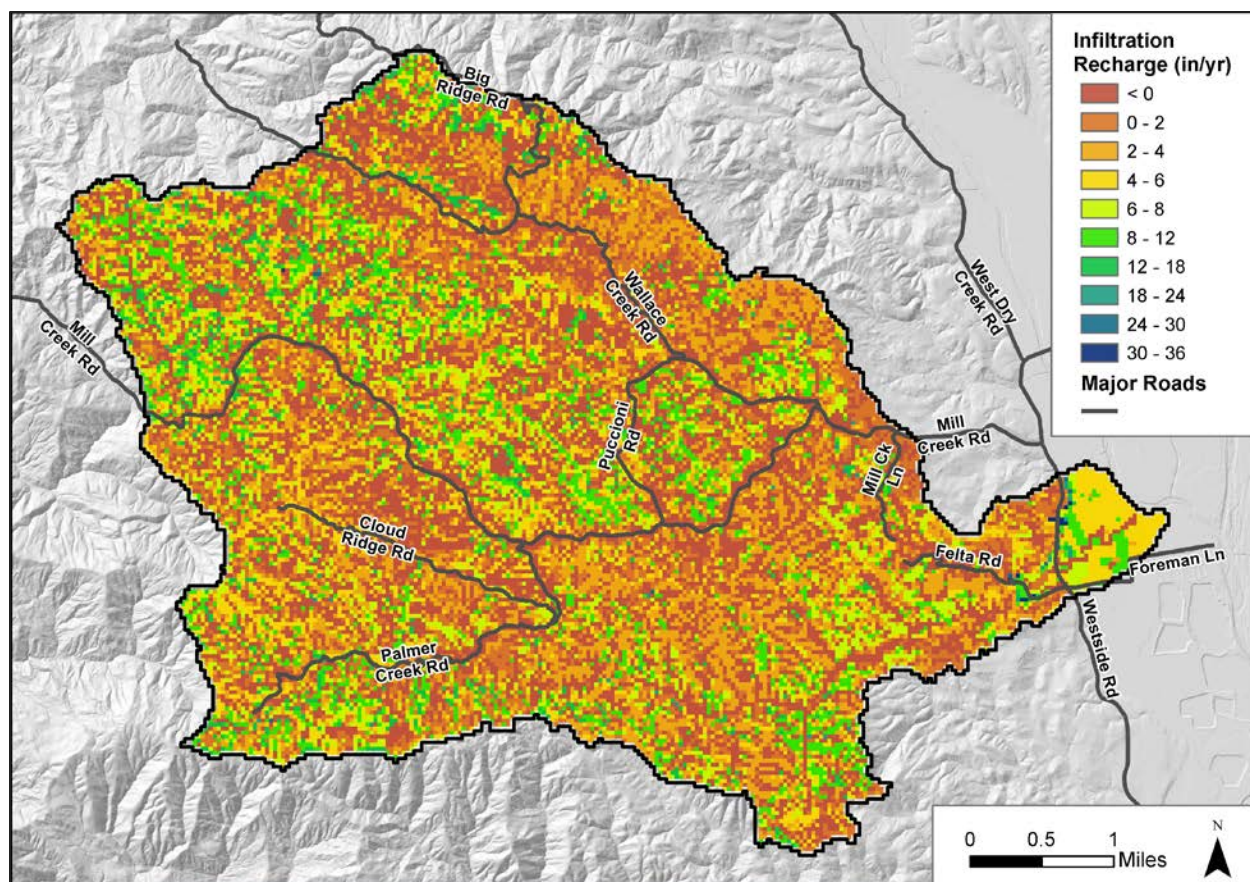 Infiltration
Recharge (in/yr)
< 0
0 - 2
2 - 4
4 - 6
6 - 8
8 - 12
12 - 18
18 - 24
24 - 30
30 - 36
Major Roads
Big
Ridge Rd
West Dry
Creek Rd
Wallace
Creek Rd
Mill
Creek Rd
Puccioni
Rd
Mill
Creek Rd
Mill Ck
Ln
Cloud
Ridge Rd
Felta Rd
Foreman Ln
Palmer
Creek Rd
Westside Rd
0 0.5 1
Miles
N